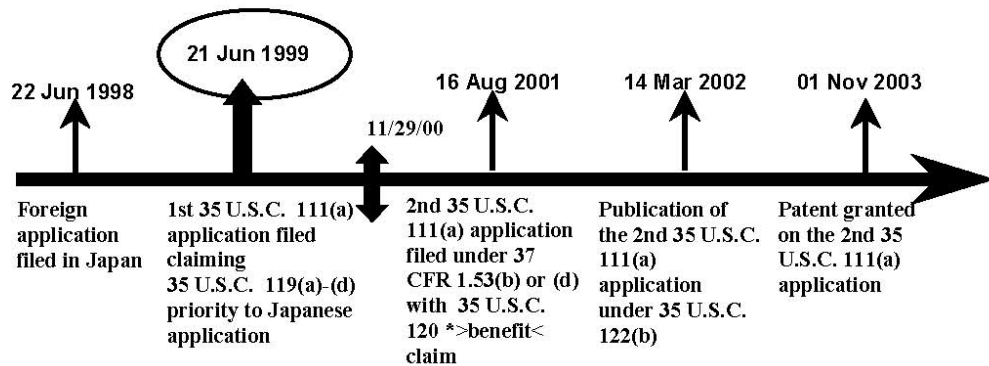 21 Jun 1999
22 Jun 1998
16 Aug 2001
14 Mar 2002
01 Nov 2003
11/29/00
Foreign
application
filed in Japan
1st 35 U.S.C. 111(a)
application filed
claiming
35 U.S.C. 119(a)-(d)
priority to Japanese
application
2nd 35 U.S.C.
111(a) application
filed under 37
CFR 1.53(b) or (d)
with 35 U.S.C.
120 *>benefit<
claim
Publication of
the 2nd 35 U.S.C.
111(a)
application
under 35 U.S.C.
122(b)
Patent granted
on the 2nd 35
U.S.C. 111(a)
application